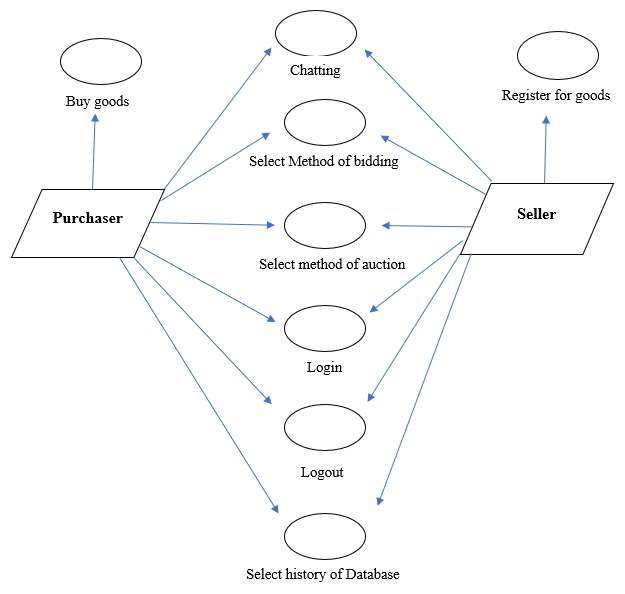 Chatting
Buy goods
Register for goods
Select Method of bidding
Purchaser
Seller
Select method of auction
Login
Logout
Select history of Database